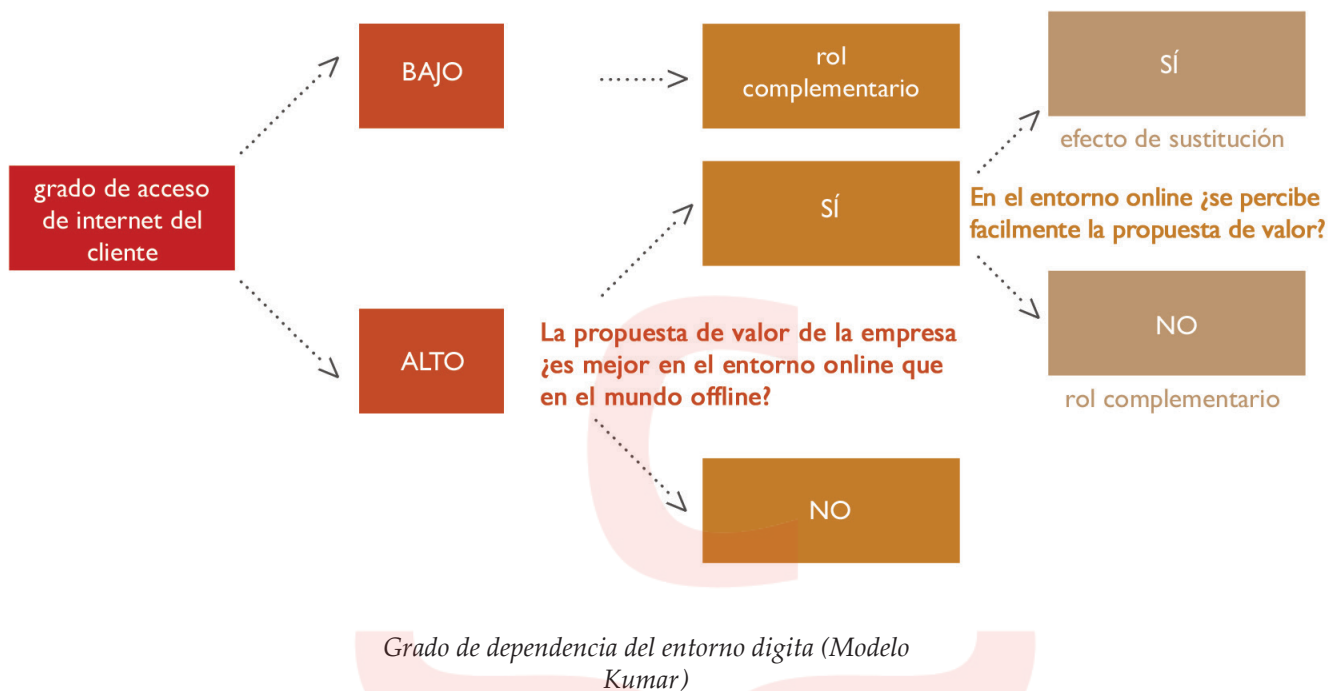 grado de acceso
de internet del
cliente
BAJO
rol
complementario
ALTO
La propuesta de valor de la empresa
¿es mejor en el entorno online que
en el mundo offline?
SÍ
NO
En el entorno online ¿se percibe
facilmente la propuesta de valor?
SÍ
efecto de sustitución
NO
rol complementario
Grado de dependencia del entorno digita (Modelo
Kumar)